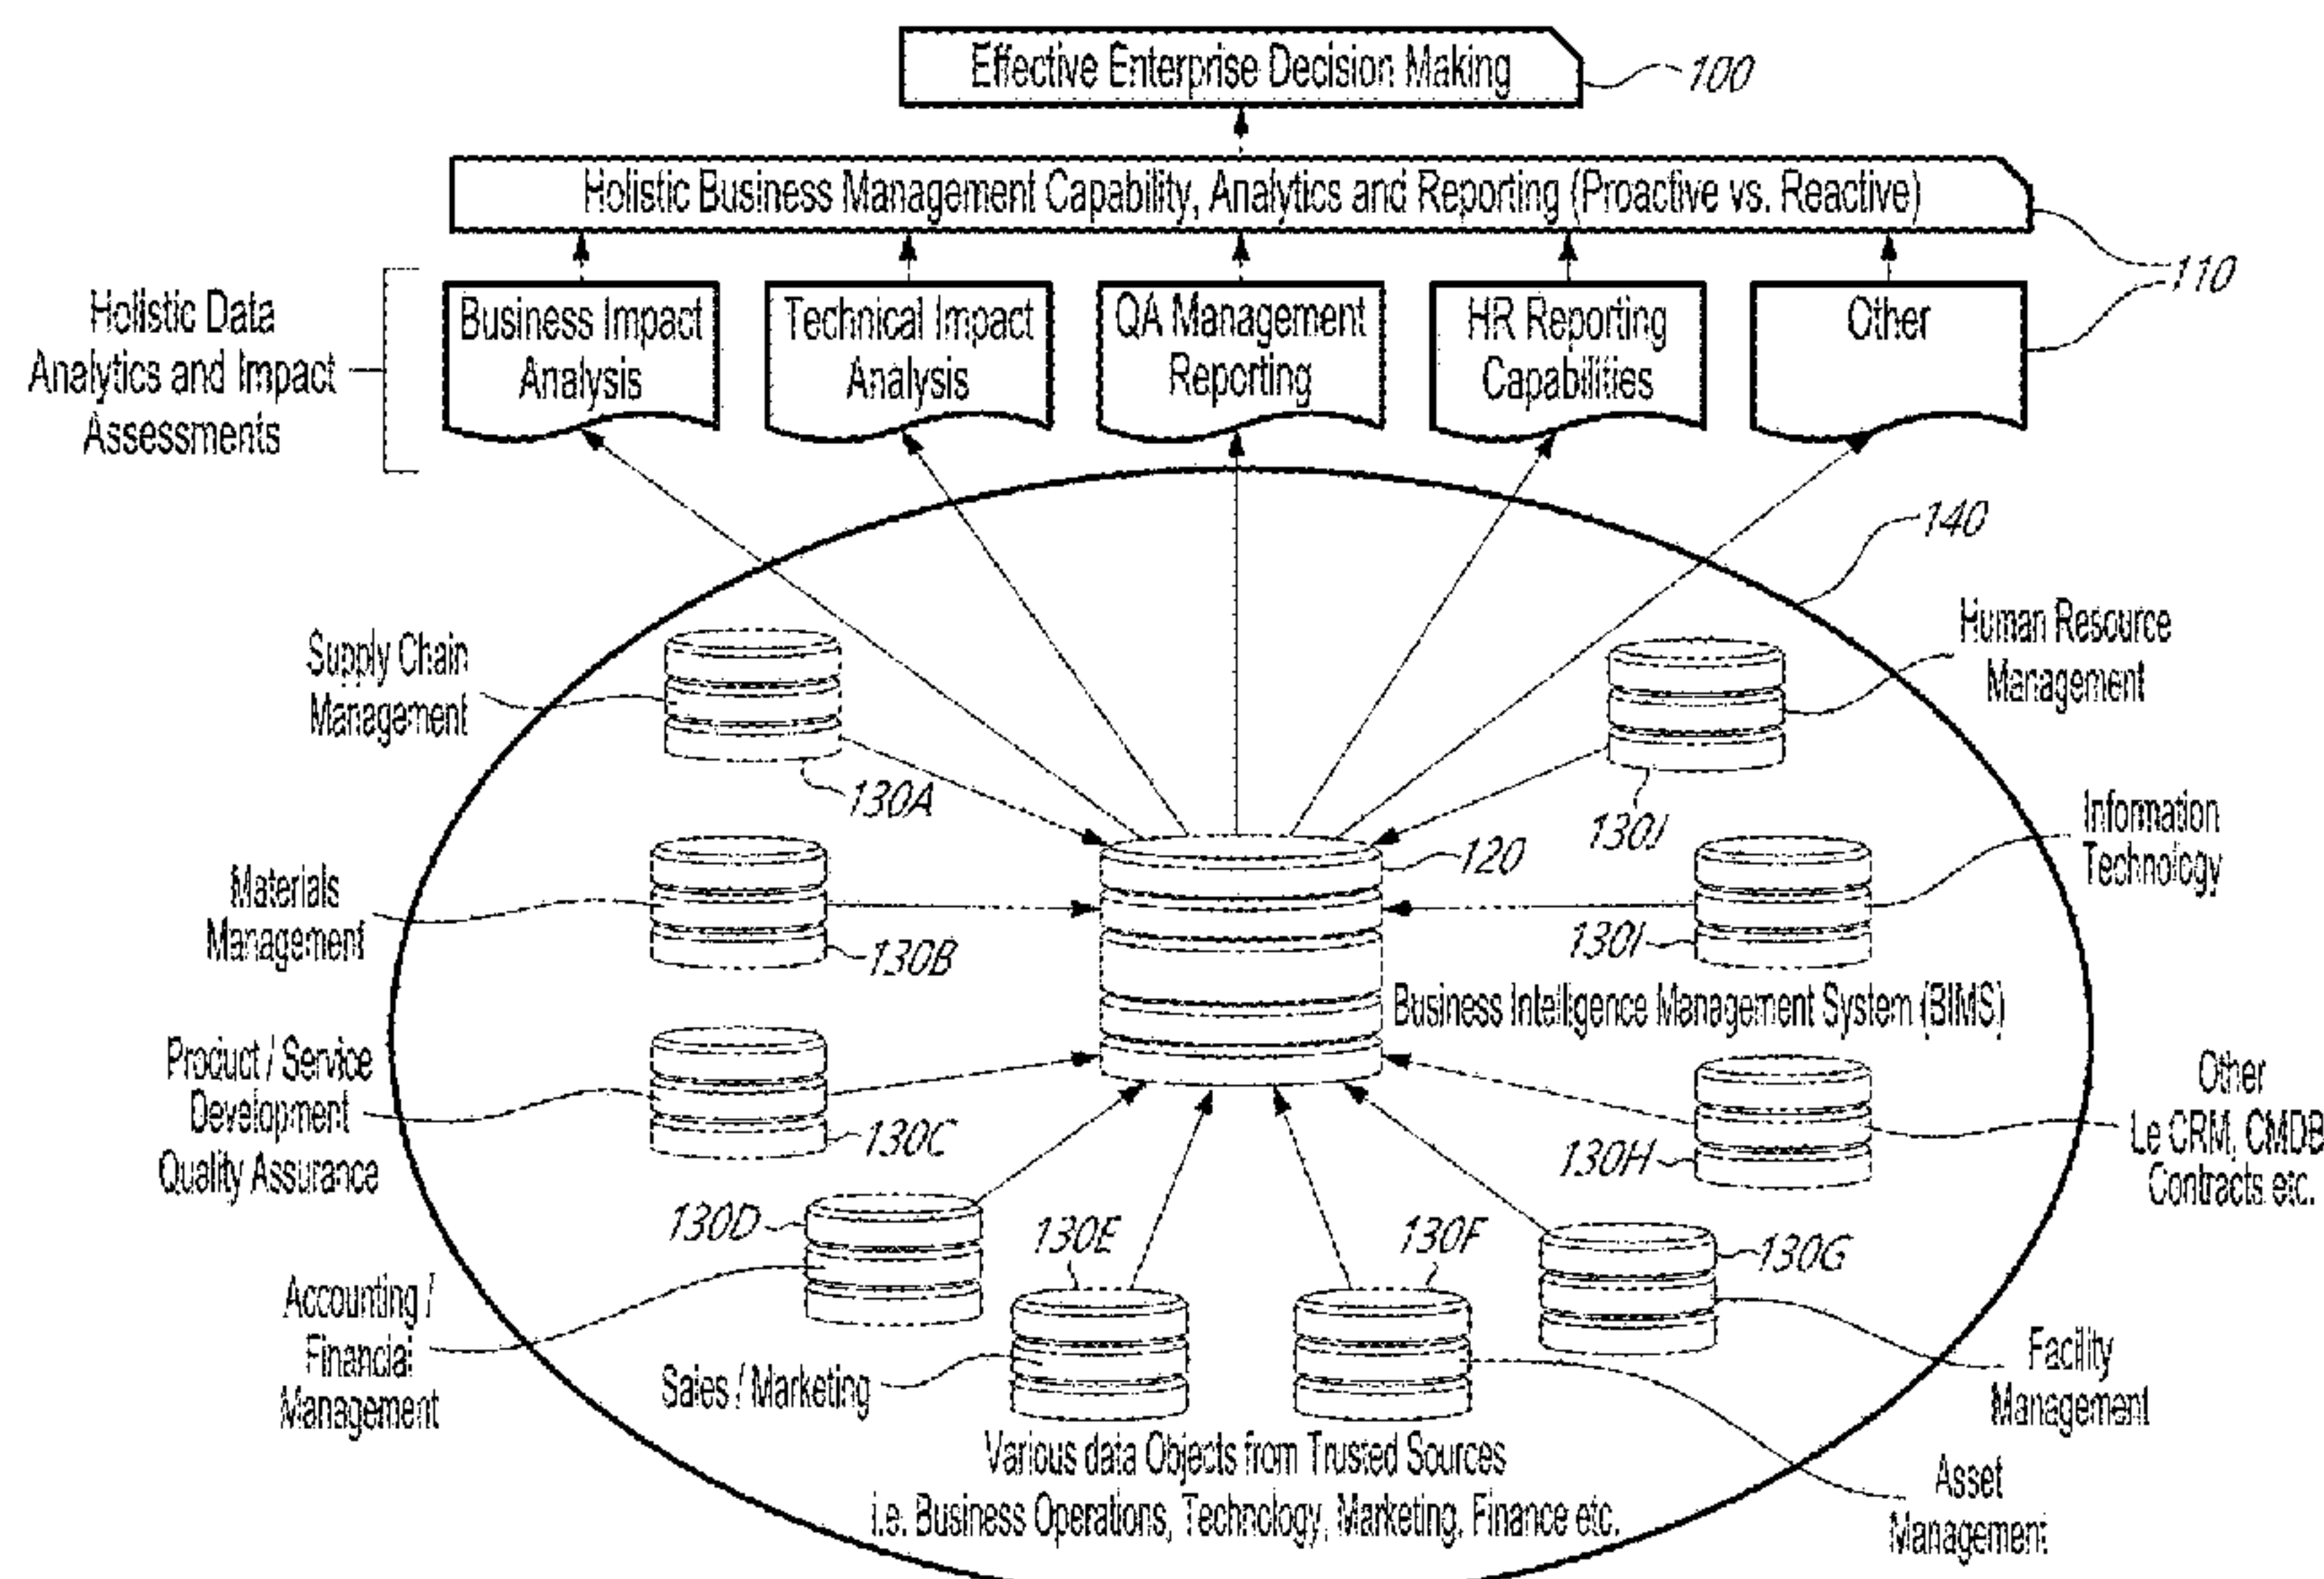 Effective Enterprise Decision Making
100
Holistic Business Management Capability, Analytics and Reporting (Proactive vs. Reactive)
110
Holistic Data
Analytics and Impact
Assessments
Business Impact
Analysis
Technical Impact
Analysis
QA Management
Reporting
HR Reporting
Capabilities
Other
140
Supply Chain
Management
130A
Human Resource
Management
130J
Materials
Management
130B
120
Information
Technology
130I
Business Intelligence Management System (BIMS)
Product / Service
Development
Quality Assurance
130C
Other
I.e CRM, CMDB
Contracts etc.
130H
130D
Accounting /
Financial
Management
130E
Sales / Marketing
130F
130G
Facility
Management
Asset
Management
Various data Objects from Trusted Sources
i.e. Business Operations, Technology, Marketing, Finance etc.